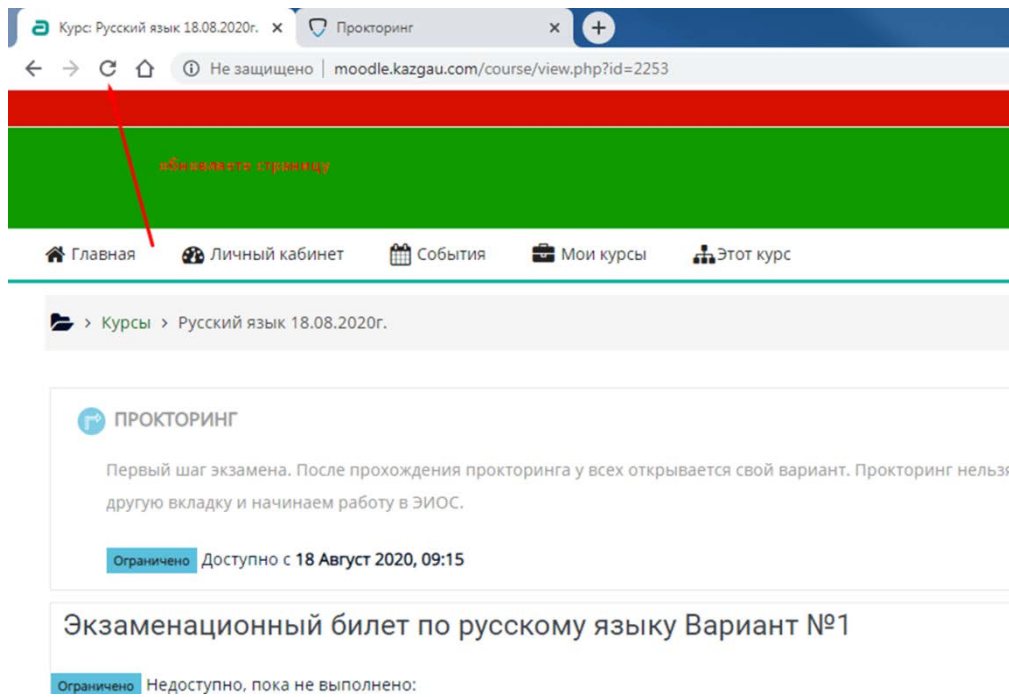 Курс: Русский язык 18.08.2020г.
Прокторинг
Не защищено | moodle.kazgau.com/course/view.php?id=2253
обновляете страницу
Главная Личный кабинет События Мои курсы Этот курс
> Курсы > Русский язык 18.08.2020г.
ПРОКТОРИНГ
Первый шаг экзамена. После прохождения прокторинга у всех открывается свой вариант. Прокторинг нельзя
другую вкладку и начинаем работу в ЭИОС.
Ограничено Доступно с 18 Август 2020, 09:15
Экзаменационный билет по русскому языку Вариант №1
Ограничено Недоступно, пока не выполнено: